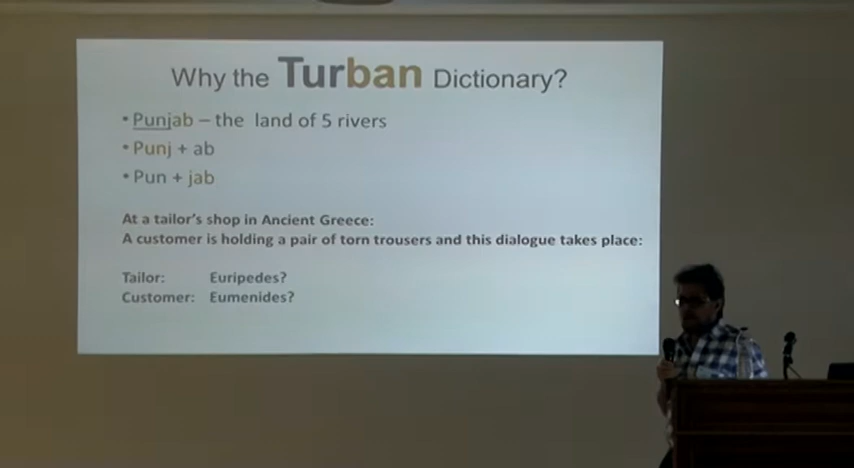 Why the Turban Dictionary?
• Punjab – the land of 5 rivers
• Punj + ab
• Pun + jab
At a tailor's shop in Ancient Greece:
A customer is holding a pair of torn trousers and this dialogue takes place:
Tailor: Euripedes?
Customer: Eumenides?